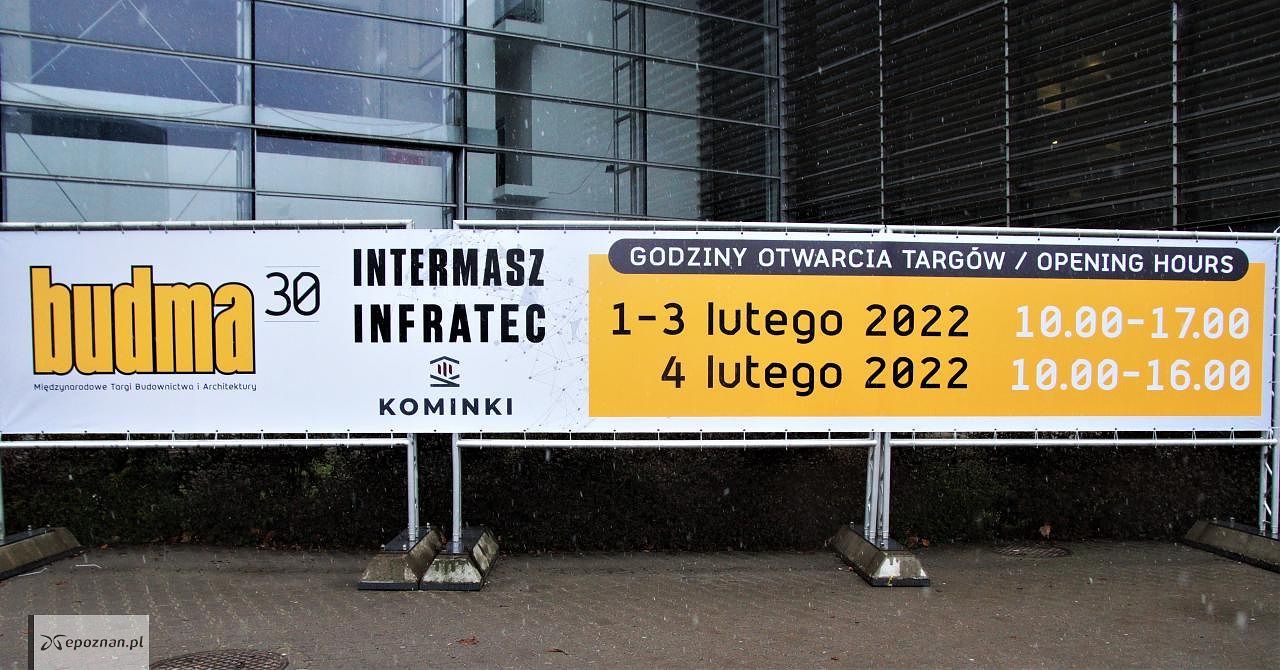 budma 30
Międzynarodowe Targi Budownictwa i Architektury
INTERMASZ
INFRATEC
KOMINKI
GODZINY OTWARCIA TARGÓW / OPENING HOURS
1-3 lutego 2022 10.00-17.00
4 lutego 2022 10.00-16.00
epoznan.pl